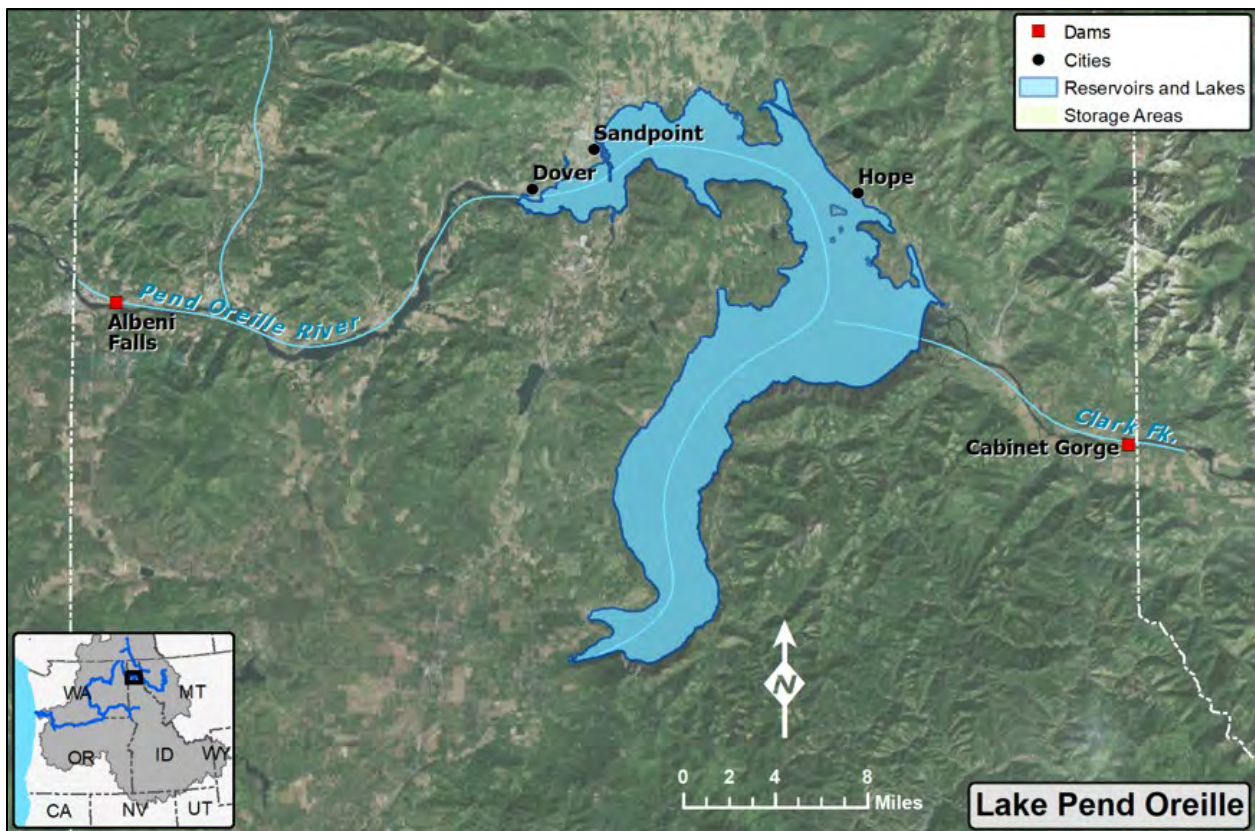 Dams
Cities
Reservoirs and Lakes
Storage Areas
Sandpoint
Dover
Hope
Pend Oreille River
Albeni
Falls
Clark Fk.
Cabinet Gorge
WA
MT
OR
ID
WY
CA
NV
UT
N
0 2 4 8
Miles
Lake Pend Oreille